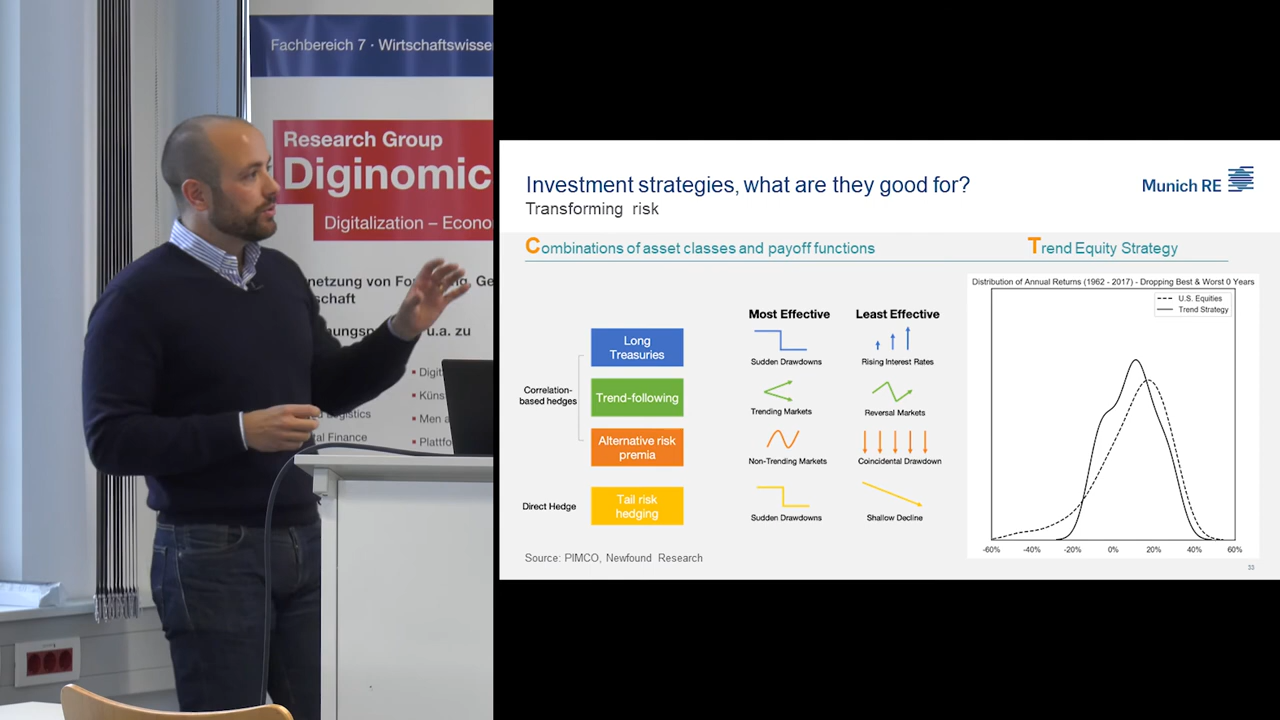 Fachbereich 7 · Wirtschaftswisse
Research Group
Diginomic
Digitalization – Econo
netzung von For
ung, Ge
schaft
u.a. zu
Digit
Küns
Men
Logistics
tal Finance
Plattfo
Investment strategies, what are they good for?
Transforming risk
Munich RE
Combinations of asset classes and payoff functions
Trend Equity Strategy
Most Effective
Least Effective
Correlation-
based hedges
Long
Treasuries
Sudden Drawdowns
Rising Interest Rates
Trend-following
Trending Markets
Reversal Markets
Alternative risk
premia
Non-Trending Markets
Coincidental Drawdown
Direct Hedge
Tail risk
hedging
Sudden Drawdowns
Shallow Decline
Source: PIMCO, Newfound Research
Distribution of Annual Returns (1962 - 2017) - Dropping Best & Worst 0 Years
U.S. Equities
Trend Strategy
-60% -40% -20% 0% 20% 40% 60%
33